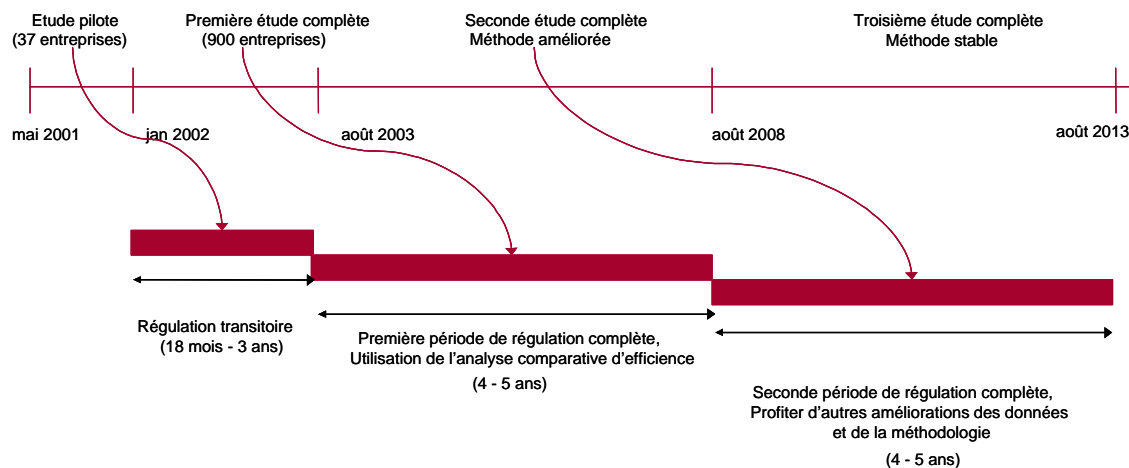 Etude pilote
(37 entreprises)
Première étude complète
(900 entreprises)
Seconde étude complète
Méthode améliorée
Troisième étude complète
Méthode stable
mai 2001
jan 2002
août 2003
août 2008
août 2013
Régulation transitoire
(18 mois - 3 ans)
Première période de régulation complète,
Utilisation de l'analyse comparative d'efficience
(4 - 5 ans)
Seconde période de régulation complète,
Profiter d'autres améliorations des données
et de la méthodologie
(4 - 5 ans)